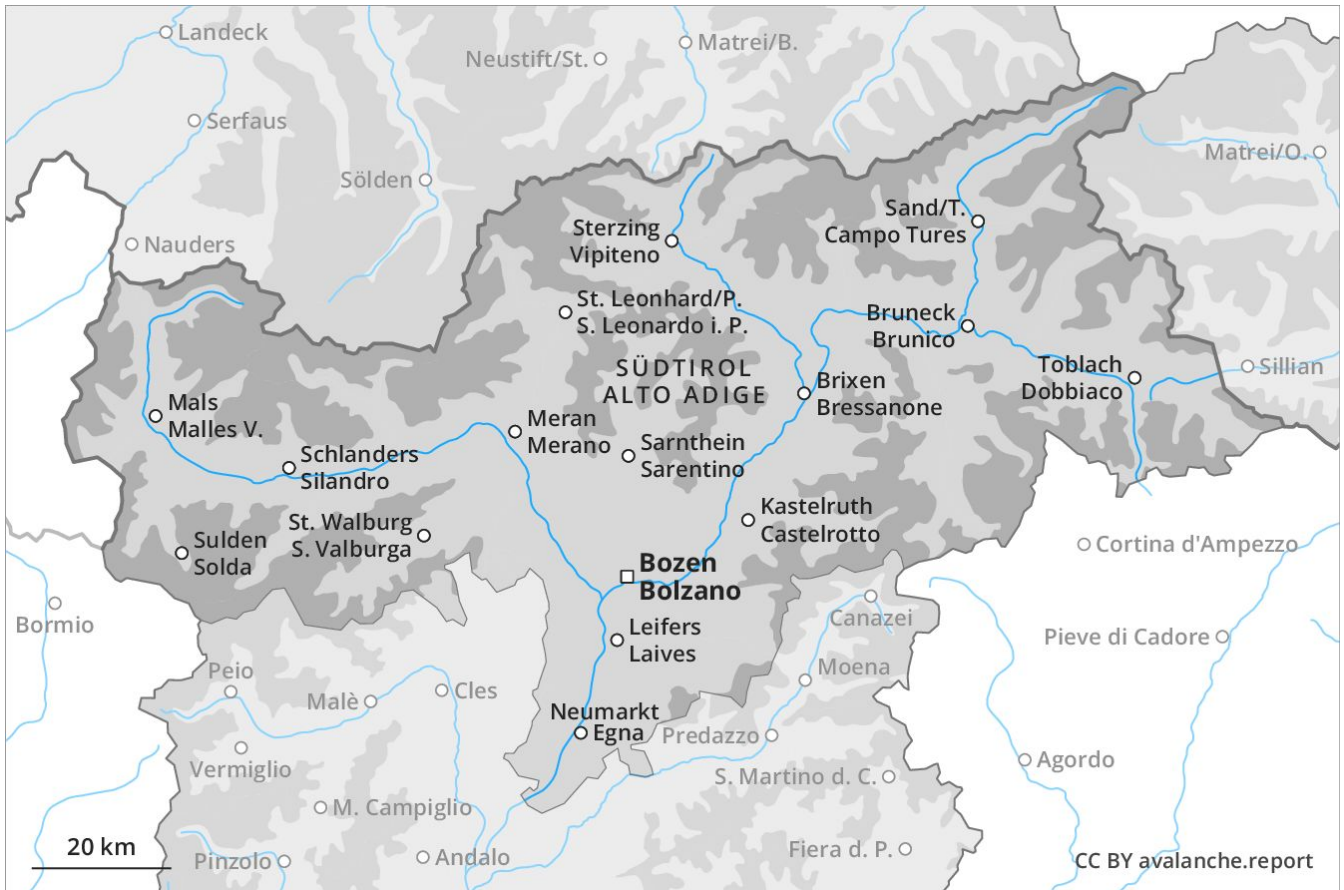 Landeck
Neustift/St.
Matrei/B.
Serfaus
Matrei/O.
Sölden
Nauders
Sand/T.
Campo Tures
Sterzing
Vipiteno
St. Leonhard/P.
S. Leonardo i. P.
Bruneck
Brunico
SÜDTIROL
ALTO ADIGE
Toblach
Dobbiaco
Sillian
Brixen
Bressanone
Mals
Malles V.
Meran
Merano
Sarnthein
Sarentino
Schlanders
Silandro
Kastelruth
Castelrotto
St. Walburg
S. Valburga
Sulden
Solda
Cortina d'Ampezzo
Bozen
Bolzano
Bormio
Canazei
Leifers
Laives
Pieve di Cadore
Peio
Moena
Malè
Cles
Neumarkt
Egna
Predazzo
Vermiglio
Agordo
S. Martino d. C.
M. Campiglio
20 km
Pinzolo
Andalo
Fiera d. P.
CC BY avalanche.report